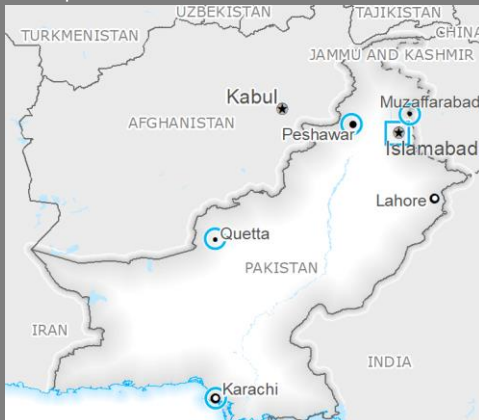 UZBEKISTAN
TAJIKISTAN
TURKMENISTAN
CHINA
JAMMU AND KASHMIR
Kabul
Muzaffarabad
AFGHANISTAN
Peshawar
Islamabad
Lahore
Quetta
PAKISTAN
IRAN
INDIA
Karachi